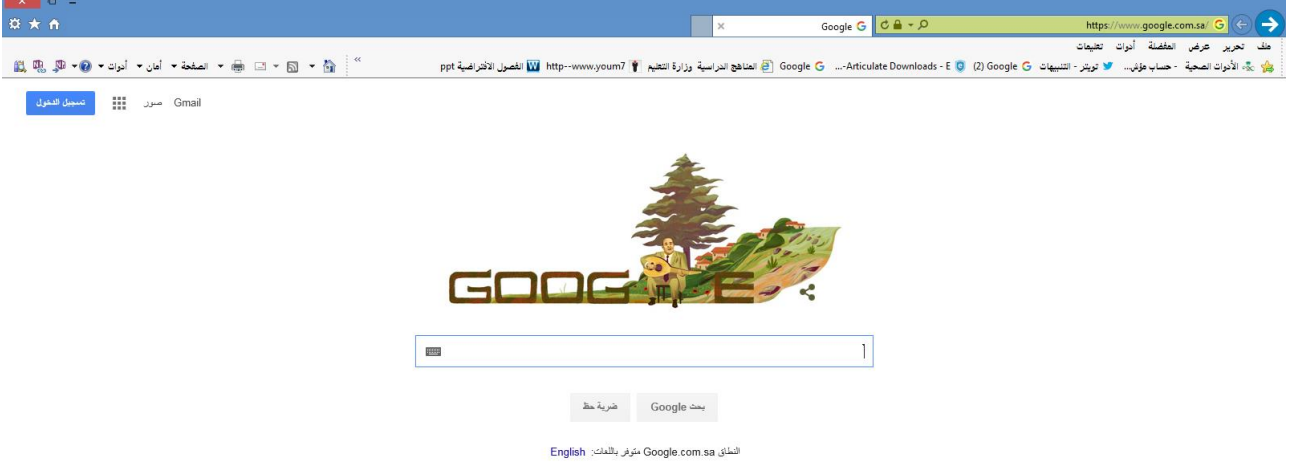 Google
https://www.google.com.sa/
ملف تحرير عرض المفضلة أدوات تعليمات
الأدوات الصحية - حساب مؤش... تويتر - التنبيهات Google (2) Articulate Downloads - E-... Google المناهج الدراسية وزارة التعليم http--www.youm7 الفصول الافتراضية ppt
الصفحة أمان أدوات
Gmail صور تسجيل الدخول
GOOGLE
بحث Google ضربة حظ
النطاق Google.com.sa متوفر باللغات: English